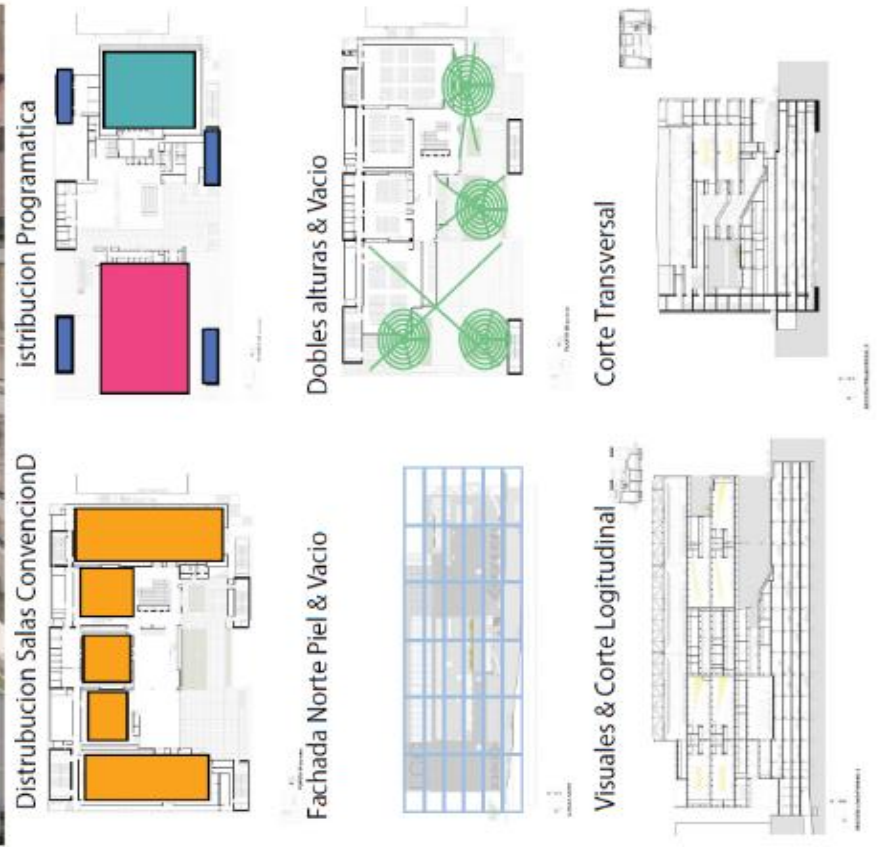 Distrubucion Salas ConvencionD
istribucion Programatica
Fachada Norte Piel & Vacio
Dobles alturas & Vacio
Visuales & Corte Logitudinal
Corte Transversal